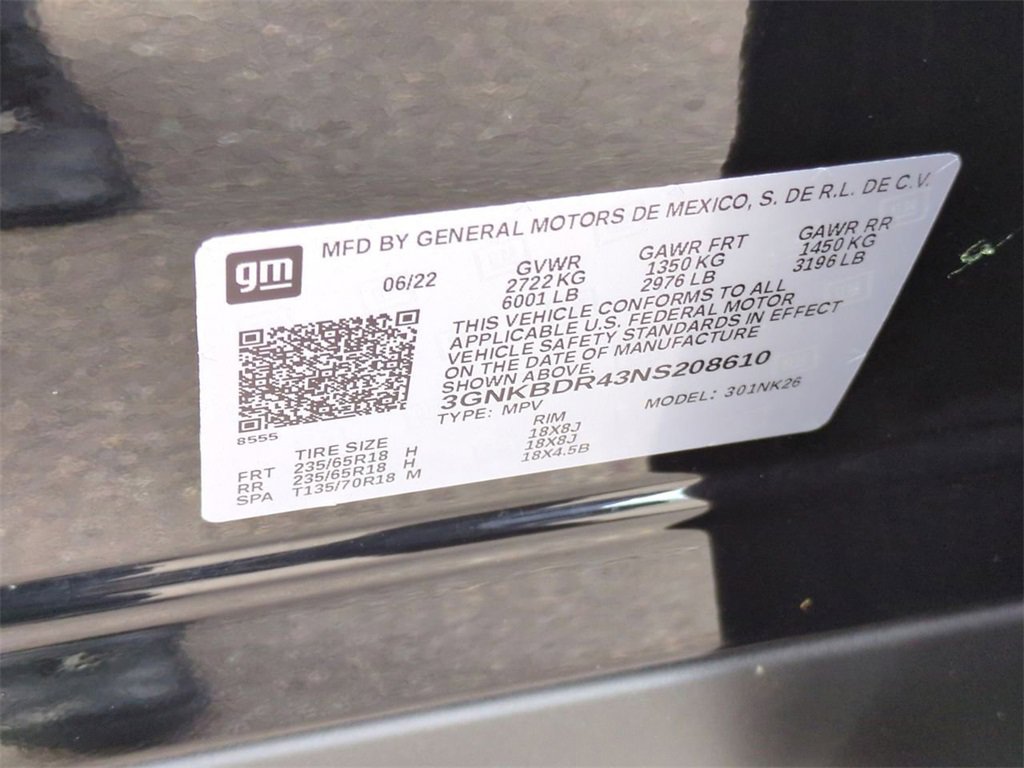 gm
MFD BY GENERAL MOTORS DE MEXICO, S. DE R.L. DE C.V.
06/22
GVWR GAWR FRT GAWR RR
2722 KG 1350 KG 1450 KG
6001 LB 2976 LB 3196 LB
THIS VEHICLE CONFORMS TO ALL
APPLICABLE U.S. FEDERAL MOTOR
VEHICLE SAFETY STANDARDS IN EFFECT
ON THE DATE OF MANUFACTURE
SHOWN ABOVE.
3GNKBDR43NS208610
TYPE: MPV MODEL: 301NK26
8555
TIRE SIZE RIM
FRT 235/65R18 H 18X8J
RR 235/65R18 H 18X8J
SPA T135/70R18 M 18X4.5B